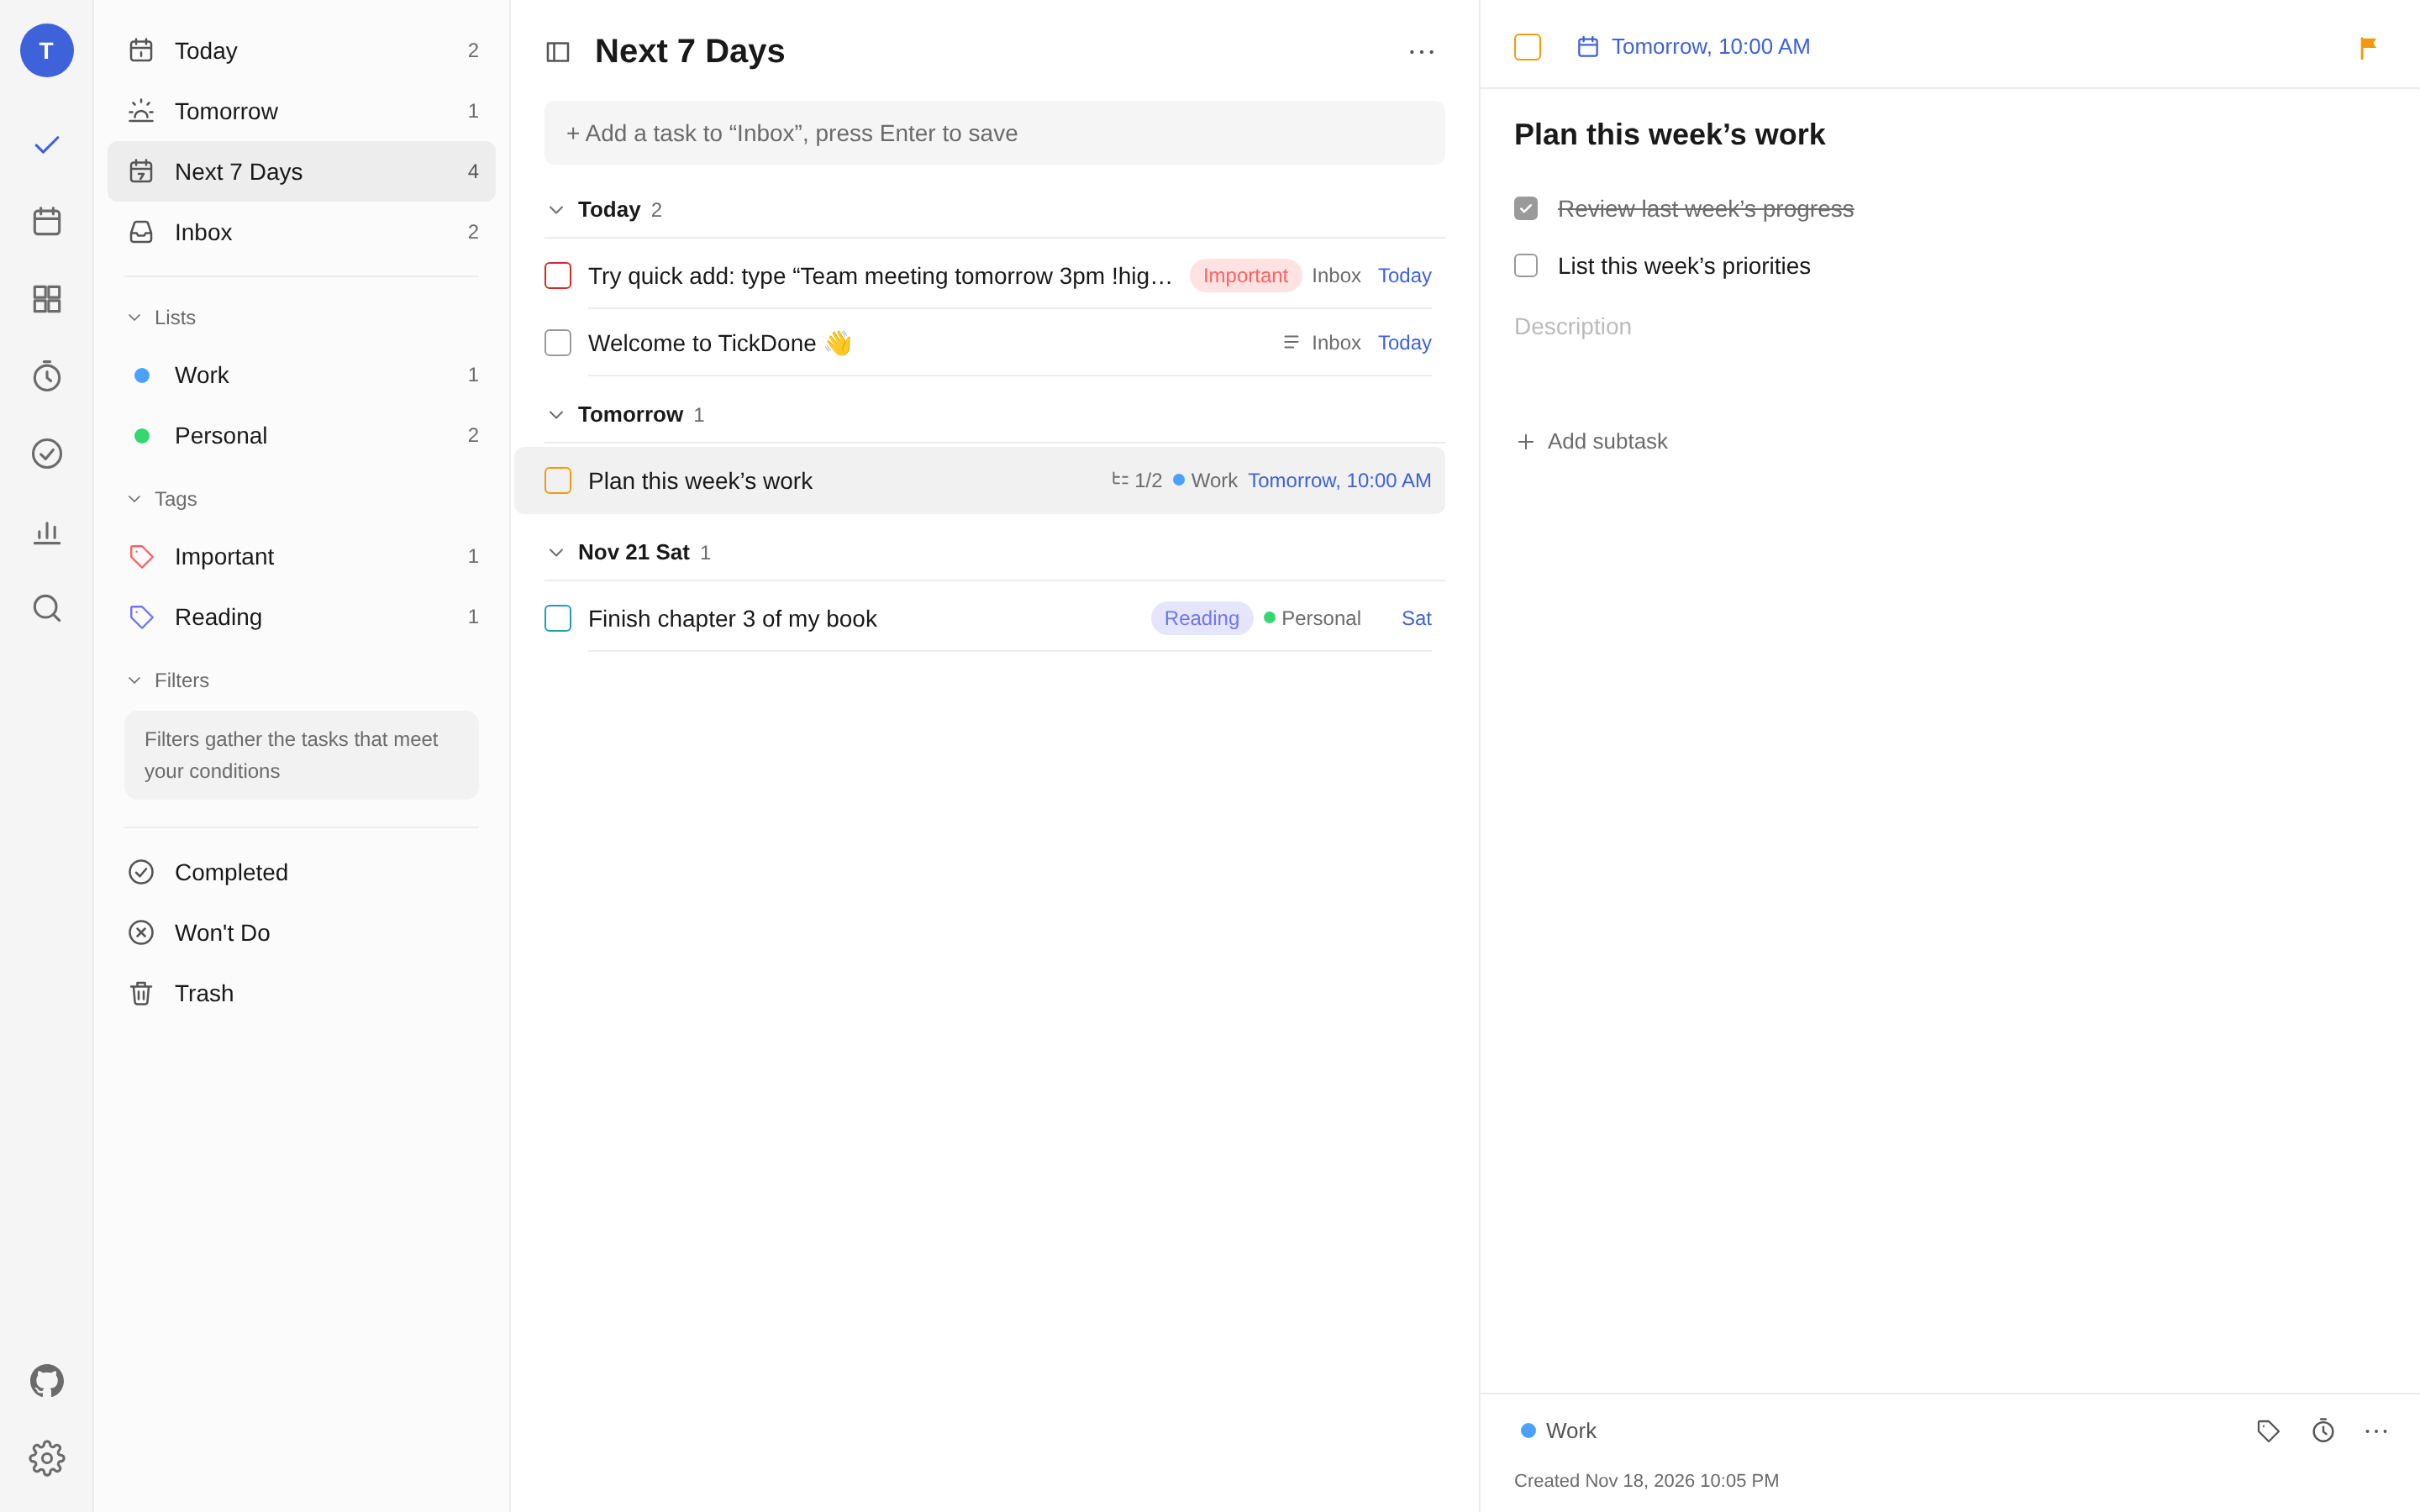 T
Today 2
Tomorrow 1
Next 7 Days 4
Inbox 2
Lists
Work 1
Personal 2
Tags
Important 1
Reading 1
Filters
Filters gather the tasks that meet
your conditions
Completed
Won't Do
Trash
Next 7 Days
+ Add a task to “Inbox”, press Enter to save
Today 2
Try quick add: type “Team meeting tomorrow 3pm !hig… Important Inbox Today
Welcome to TickDone 👋 Inbox Today
Tomorrow 1
Plan this week’s work 1/2 Work Tomorrow, 10:00 AM
Nov 21 Sat 1
Finish chapter 3 of my book Reading Personal Sat
Tomorrow, 10:00 AM
Plan this week’s work
Review last week’s progress
List this week’s priorities
Description
Add subtask
Work
Created Nov 18, 2026 10:05 PM